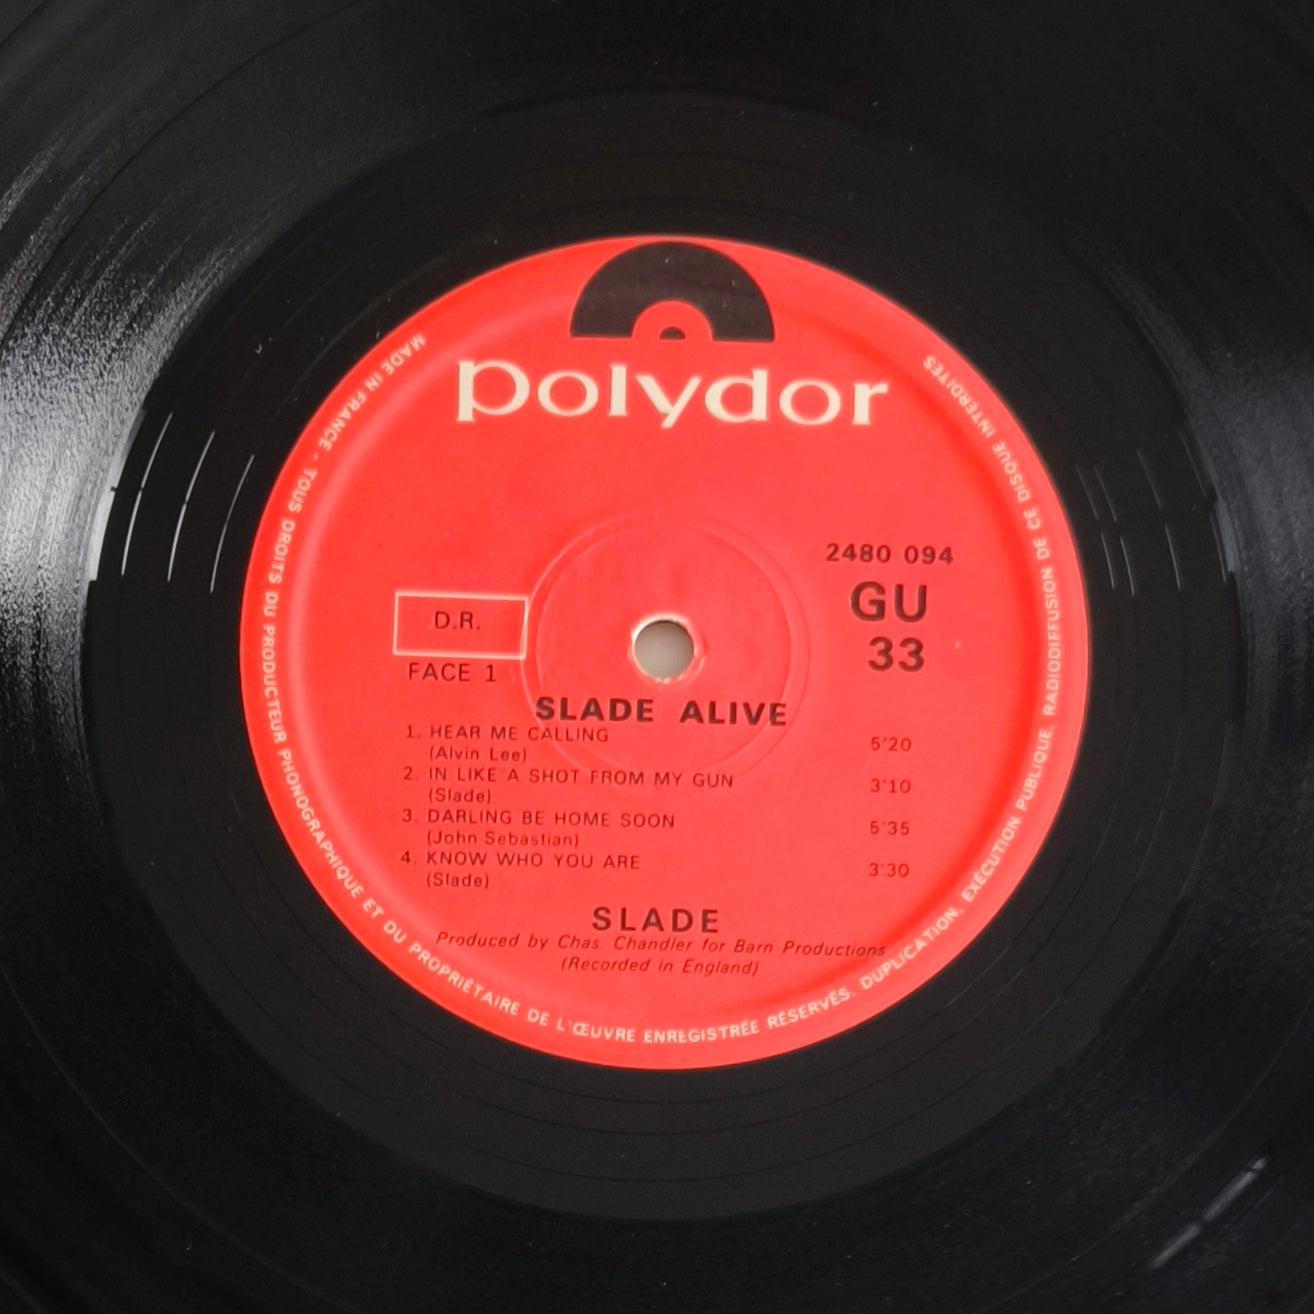 polydor
2480 094
GU
33
D.R.
FACE 1
SLADE ALIVE
1. HEAR ME CALLING 5'20
(Alvin Lee)
2. IN LIKE A SHOT FROM MY GUN 3'10
(Slade)
3. DARLING BE HOME SOON 5'35
(John Sebastian)
4. KNOW WHO YOU ARE 3'30
(Slade)
SLADE
Produced by Chas. Chandler for Barn Productions
(Recorded in England)
MADE IN FRANCE - TOUS DROITS DU PRODUCTEUR PHONOGRAPHIQUE ET DU PROPRIÉTAIRE DE L'ŒUVRE ENREGISTRÉE RÉSERVÉS. DUPLICATION, EXÉCUTION PUBLIQUE, RADIODIFFUSION DE CE DISQUE INTERDITES